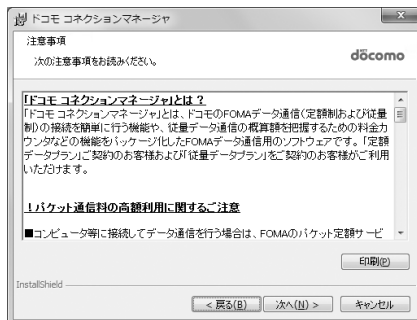 ドコモ コネクションマネージャ
注意事項
次の注意事項をお読みください。
döcomo
「ドコモ コネクションマネージャ」とは？
「ドコモ コネクションマネージャ」とは、ドコモのFOMAデータ通信（定額制および従量
制）の接続を簡単に行う機能や、従量データ通信の概算額を把握するための料金カ
ウンタなどの機能をパッケージ化したFOMAデータ通信用のソフトウェアです。「定額
データプラン」ご契約のお客様および「従量データプラン」をご契約のお客様がご利用
いただけます。
！パケット通信料の高額利用に関するご注意
■コンピュータ等に接続してデータ通信を行う場合は、FOMAのパケット定額サービ
印刷(P)
InstallShield
< 戻る(B)
次へ(N) >
キャンセル